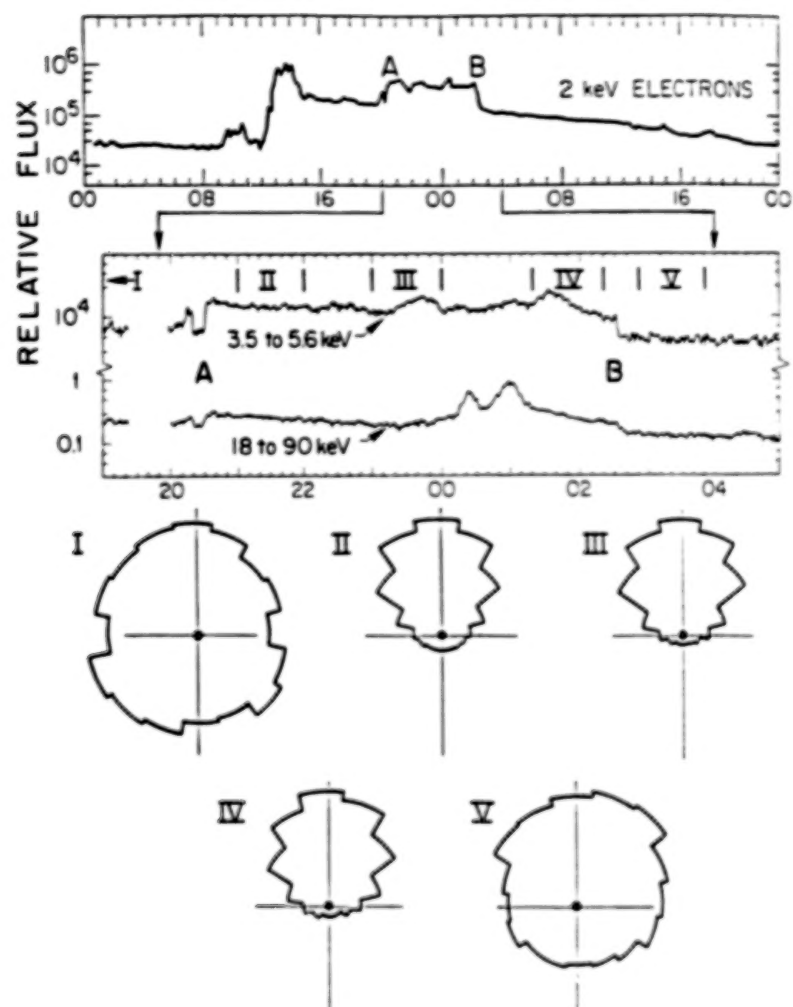 RELATIVE FLUX
10⁶
10⁵
10⁴
A
B
2 keV ELECTRONS
00 08 16 00 08 16 00
I II III IV V
10⁴
3.5 to 5.6 keV
A
B
1
0.1
18 to 90 keV
20 22 00 02 04
I
II
III
IV
V